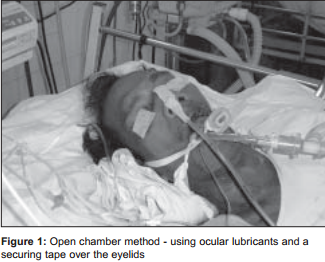 Figure 1: Open chamber method - using ocular lubricants and a
securing tape over the eyelids